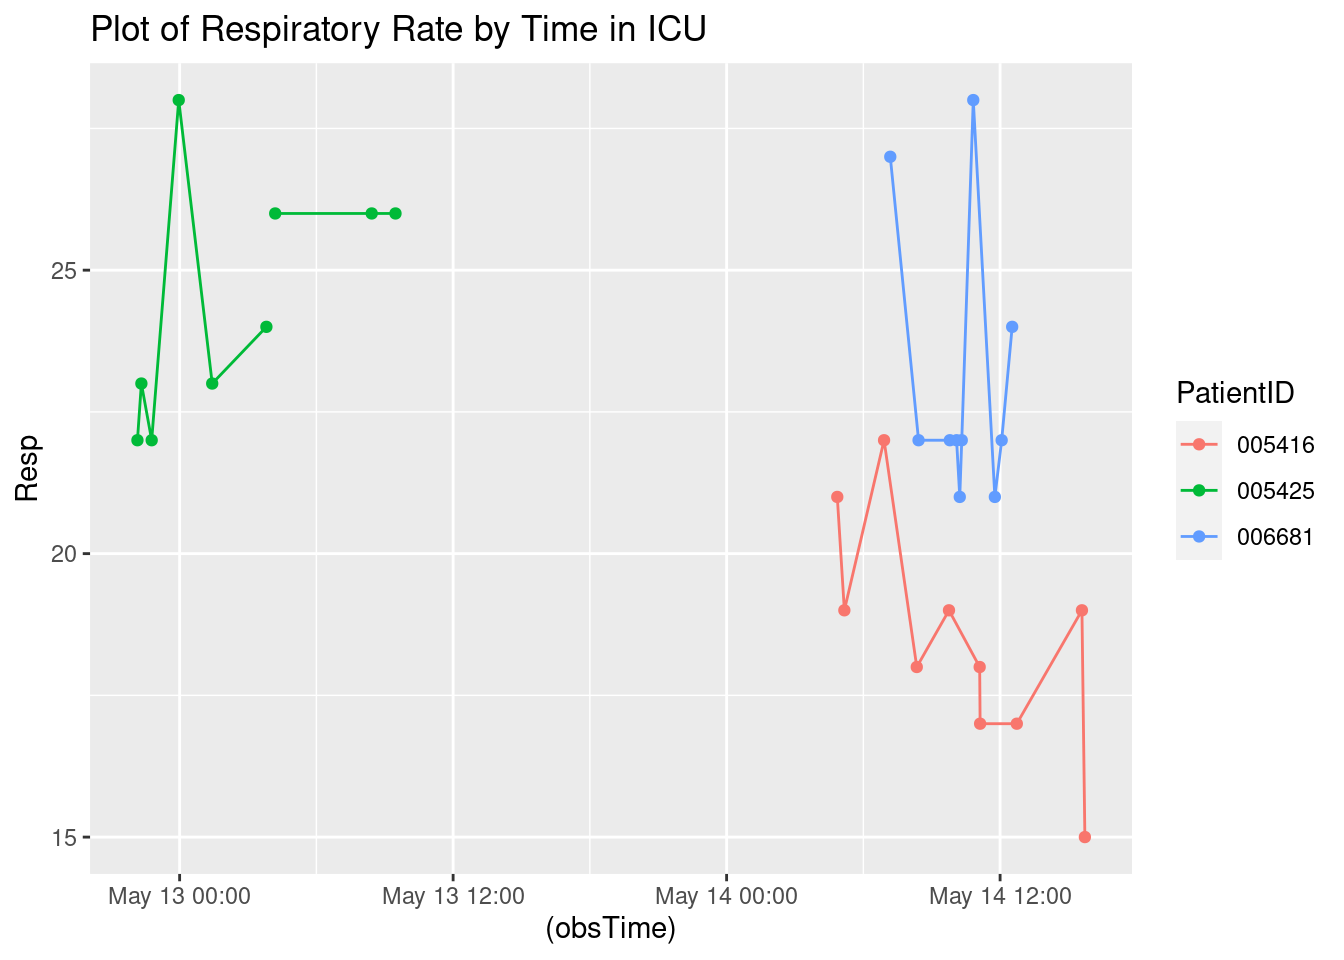 Plot of Respiratory Rate by Time in ICU
Resp
25
20
15
May 13 00:00 May 13 12:00 May 14 00:00 May 14 12:00
(obsTime)
PatientID
005416
005425
006681